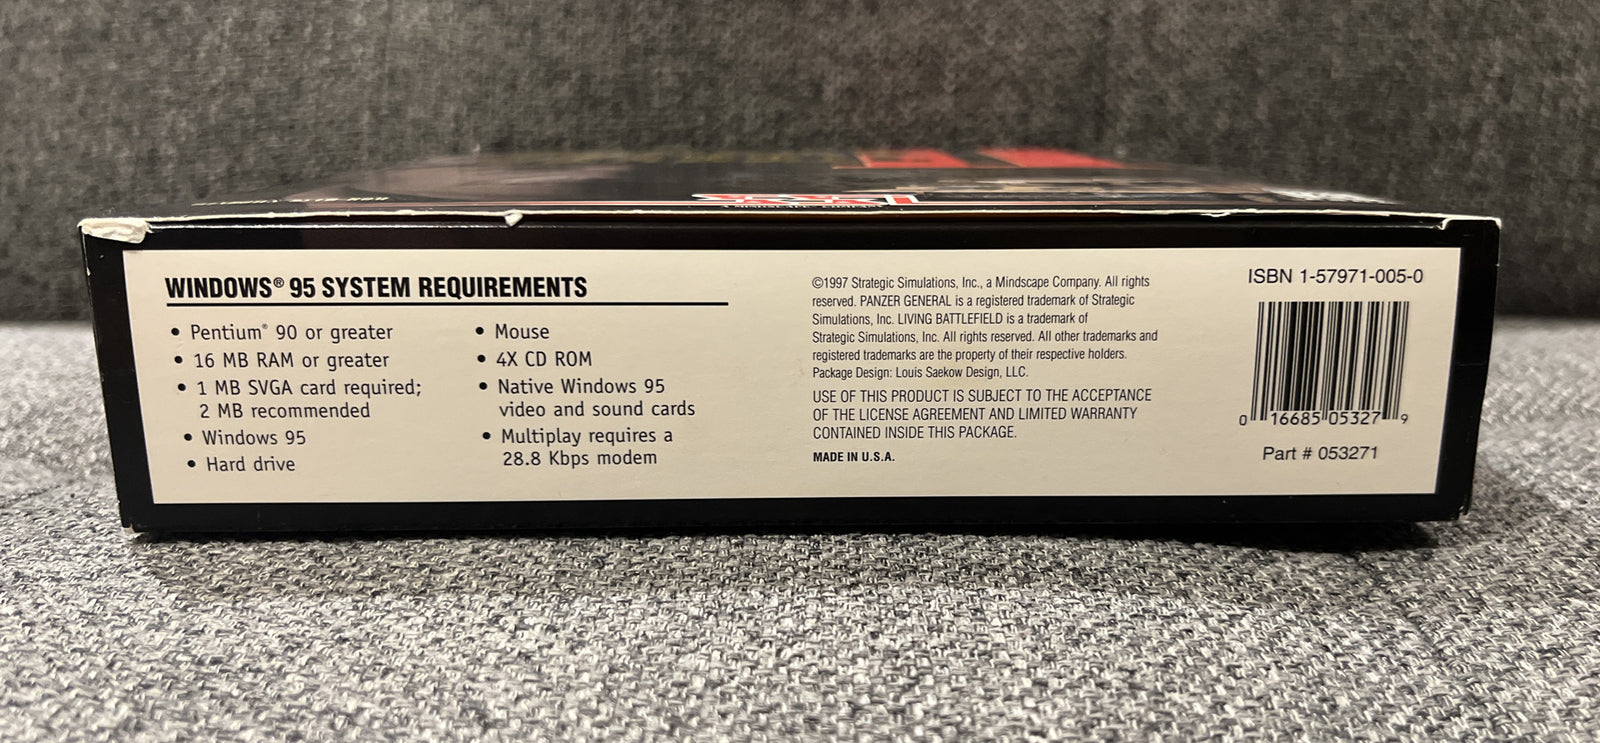 WINDOWS® 95 SYSTEM REQUIREMENTS
• Pentium® 90 or greater
• 16 MB RAM or greater
• 1 MB SVGA card required;
2 MB recommended
• Windows 95
• Hard drive
• Mouse
• 4X CD ROM
• Native Windows 95
video and sound cards
• Multiplay requires a
28.8 Kbps modem
©1997 Strategic Simulations, Inc., a Mindscape Company. All rights
reserved. PANZER GENERAL is a registered trademark of Strategic
Simulations, Inc. LIVING BATTLEFIELD is a trademark of
Strategic Simulations, Inc. All rights reserved. All other trademarks and
registered trademarks are the property of their respective holders.
Package Design: Louis Saekow Design, LLC.
USE OF THIS PRODUCT IS SUBJECT TO THE ACCEPTANCE
OF THE LICENSE AGREEMENT AND LIMITED WARRANTY
CONTAINED INSIDE THIS PACKAGE.
MADE IN U.S.A.
ISBN 1-57971-005-0
0 16685 05327 9
Part # 053271